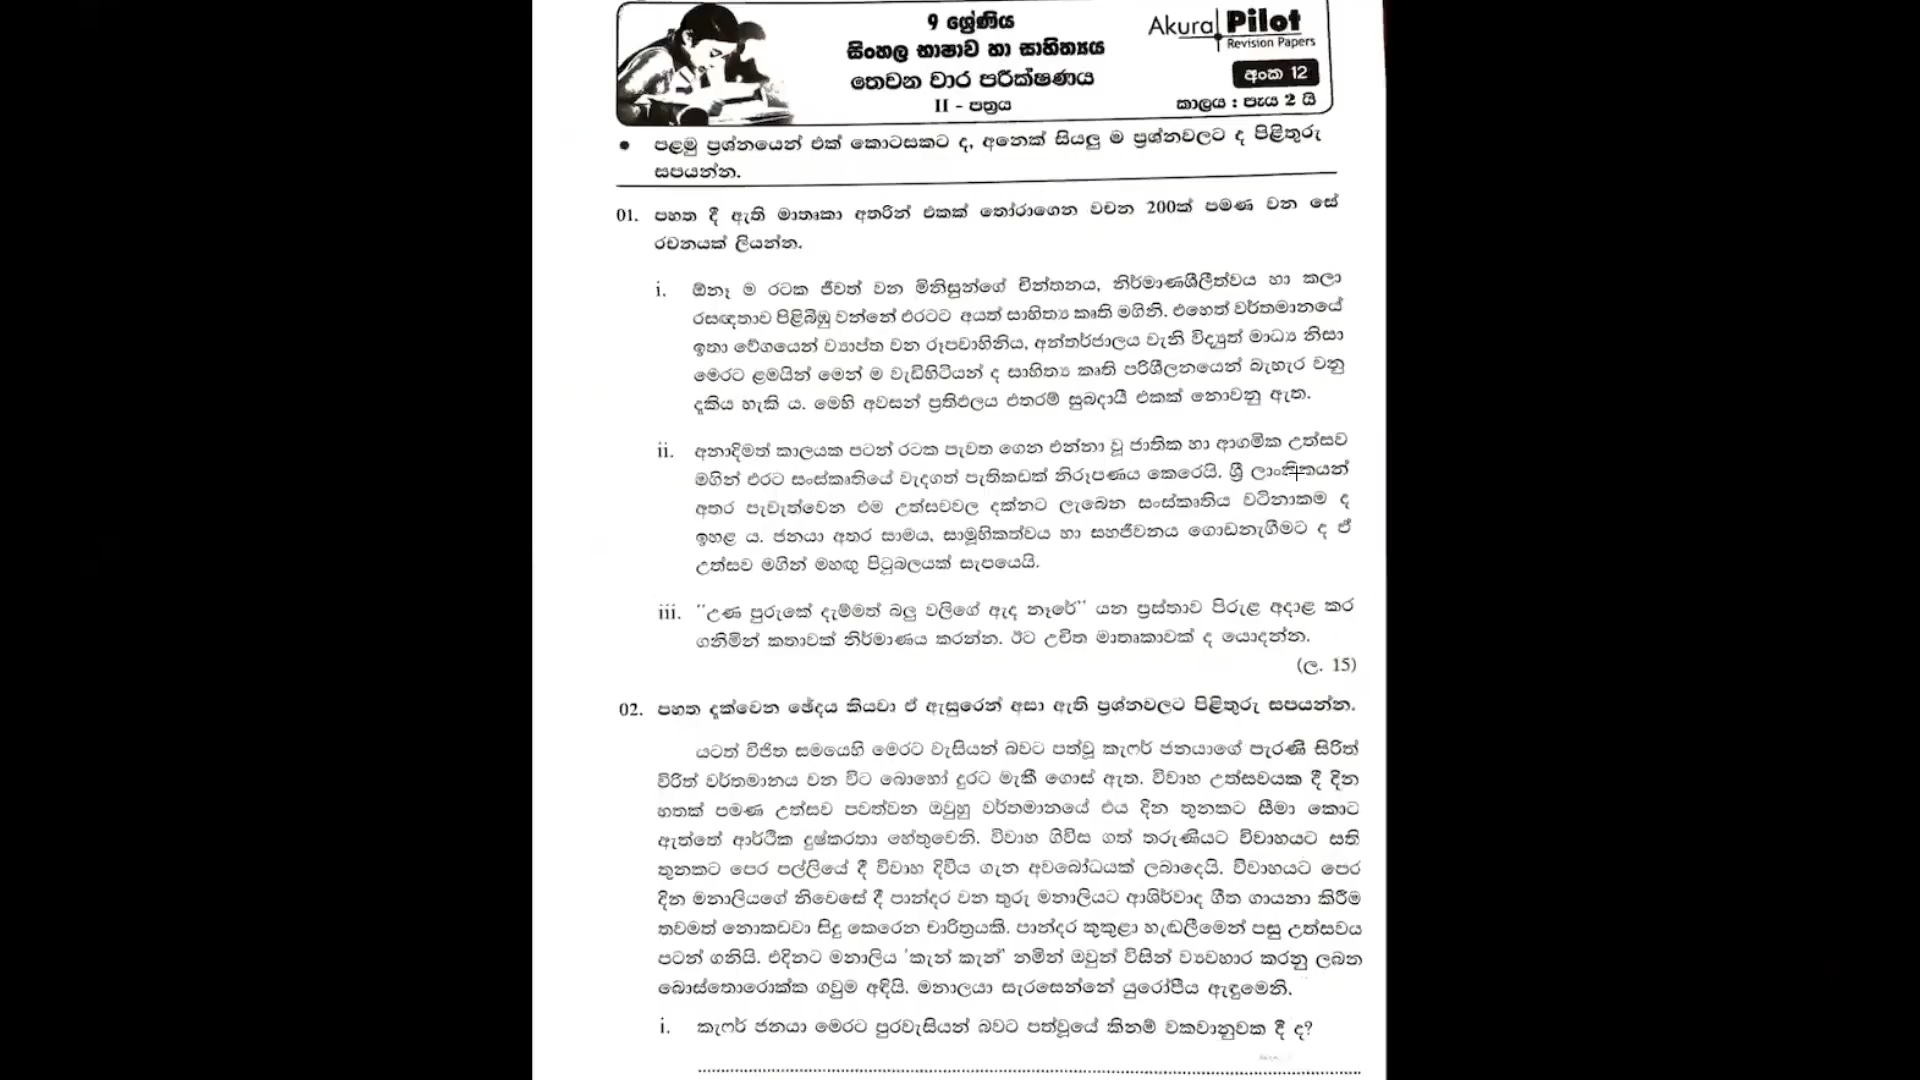 9 ශ්‍රේණිය
සිංහල භාෂාව හා සාහිත්‍යය
තෙවන වාර පරීක්ෂණය
II - පත්‍රය
Akura Pilot
Revision Papers
අංක 12
කාලය : පැය 2 යි
● පළමු ප්‍රශ්නයෙන් එක් කොටසකට ද, අනෙක් සියලු ම ප්‍රශ්නවලට ද පිළිතුරු
සපයන්න.
01. පහත දී ඇති මාතෘකා අතරින් එකක් තෝරාගෙන වචන 200ක් පමණ වන සේ
රචනයක් ලියන්න.
i. ඕනෑ ම රටක ජීවත් වන මිනිසුන්ගේ චින්තනය, නිර්මාණශීලීත්වය හා කලා
රසඥතාව පිළිබිඹු වන්නේ එරටට අයත් සාහිත්‍ය කෘති මගිනි. එහෙත් වර්තමානයේ
ඉතා වේගයෙන් ව්‍යාප්ත වන රූපවාහිනිය, අන්තර්ජාලය වැනි විද්‍යුත් මාධ්‍ය නිසා
මෙරට ළමයින් මෙන් ම වැඩිහිටියන් ද සාහිත්‍ය කෘති පරිශීලනයෙන් බැහැර වනු
දැකිය හැකි ය. මෙහි අවසන් ප්‍රතිඵලය එතරම් සුබදායී එකක් නොවනු ඇත.
ii. අනාදිමත් කාලයක පටන් රටක පැවත ගෙන එන්නා වූ ජාතික හා ආගමික උත්සව
මගින් එරට සංස්කෘතියේ වැදගත් පැතිකඩක් නිරූපණය කෙරෙයි. ශ්‍රී ලාංකිකයන්
අතර පැවැත්වෙන එම උත්සවවල දක්නට ලැබෙන සංස්කෘතිය වටිනාකම ද
ඉහළ ය. ජනයා අතර සාමය, සාමූහිකත්වය හා සහජීවනය ගොඩනැගීමට ද ඒ
උත්සව මගින් මහඟු පිටුබලයක් සැපයෙයි.
iii. ''උණ පුරුකේ දැම්මත් බලු වලිගේ ඇද නෑරේ'' යන ප්‍රස්තාව පිරුළ අදාළ කර
ගනිමින් කතාවක් නිර්මාණය කරන්න. ඊට උචිත මාතෘකාවක් ද යොදන්න.
(ල. 15)
02. පහත දැක්වෙන ඡේදය කියවා ඒ ඇසුරෙන් අසා ඇති ප්‍රශ්නවලට පිළිතුරු සපයන්න.
යටත් විජිත සමයෙහි මෙරට වැසියන් බවට පත්වූ කැෆර් ජනයාගේ පැරණි සිරිත්
විරිත් වර්තමානය වන විට බොහෝ දුරට මැකී ගොස් ඇත. විවාහ උත්සවයක දී දින
හතක් පමණ උත්සව පවත්වන ඔවුහු වර්තමානයේ එය දින තුනකට සීමා කොට
ඇත්තේ ආර්ථික දුෂ්කරතා හේතුවෙනි. විවාහ ගිවිස ගත් තරුණියට විවාහයට සති
තුනකට පෙර පල්ලියේ දී විවාහ දිවිය ගැන අවබෝධයක් ලබාදෙයි. විවාහයට පෙර
දින මනාලියගේ නිවෙසේ දී පාන්දර වන තුරු මනාලියට ආශිර්වාද ගීත ගායනා කිරීම
තවමත් නොකඩවා සිදු කෙරෙන චාරිත්‍රයකි. පාන්දර කුකුළා හැඬලීමෙන් පසු උත්සවය
පටන් ගනියි. එදිනට මනාලිය 'කැන් කැන්' නමින් ඔවුන් විසින් ව්‍යවහාර කරනු ලබන
බොස්තොරොක්ක ගවුම අඳියි. මනාලයා සැරසෙන්නේ යුරෝපීය ඇඳුමෙනි.
i. කැෆර් ජනයා මෙරට පුරවැසියන් බවට පත්වූයේ කිනම් වකවානුවක දී ද?